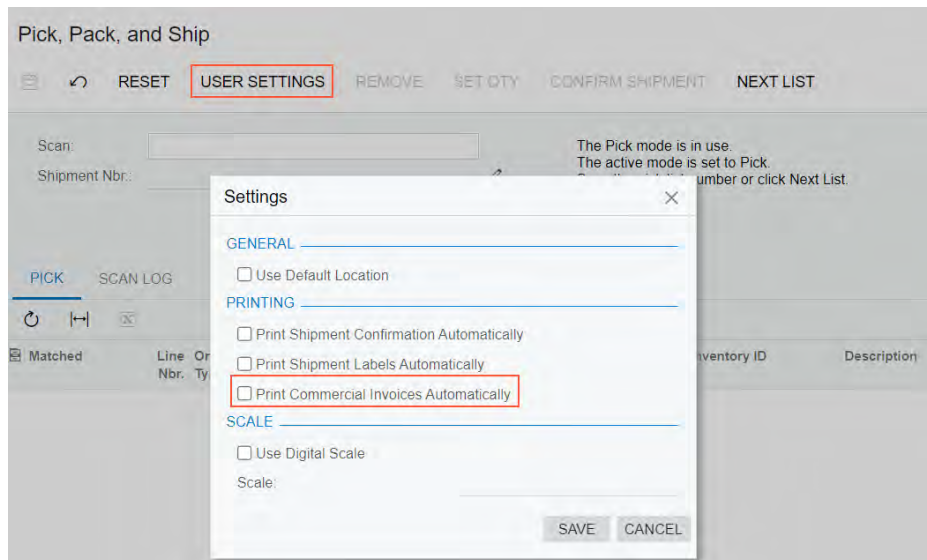 Pick, Pack, and Ship
RESET USER SETTINGS REMOVE SET QTY CONFIRM SHIPMENT NEXT LIST
Scan:
The Pick mode is in use.
The active mode is set to Pick.
Shipment Nbr.:
umber or click Next List.
Settings
GENERAL
Use Default Location
PICK SCAN LOG
PRINTING
Print Shipment Confirmation Automatically
Matched Line Nbr. Or Ty nventory ID Description
Print Shipment Labels Automatically
Print Commercial Invoices Automatically
SCALE
Use Digital Scale
Scale:
SAVE CANCEL